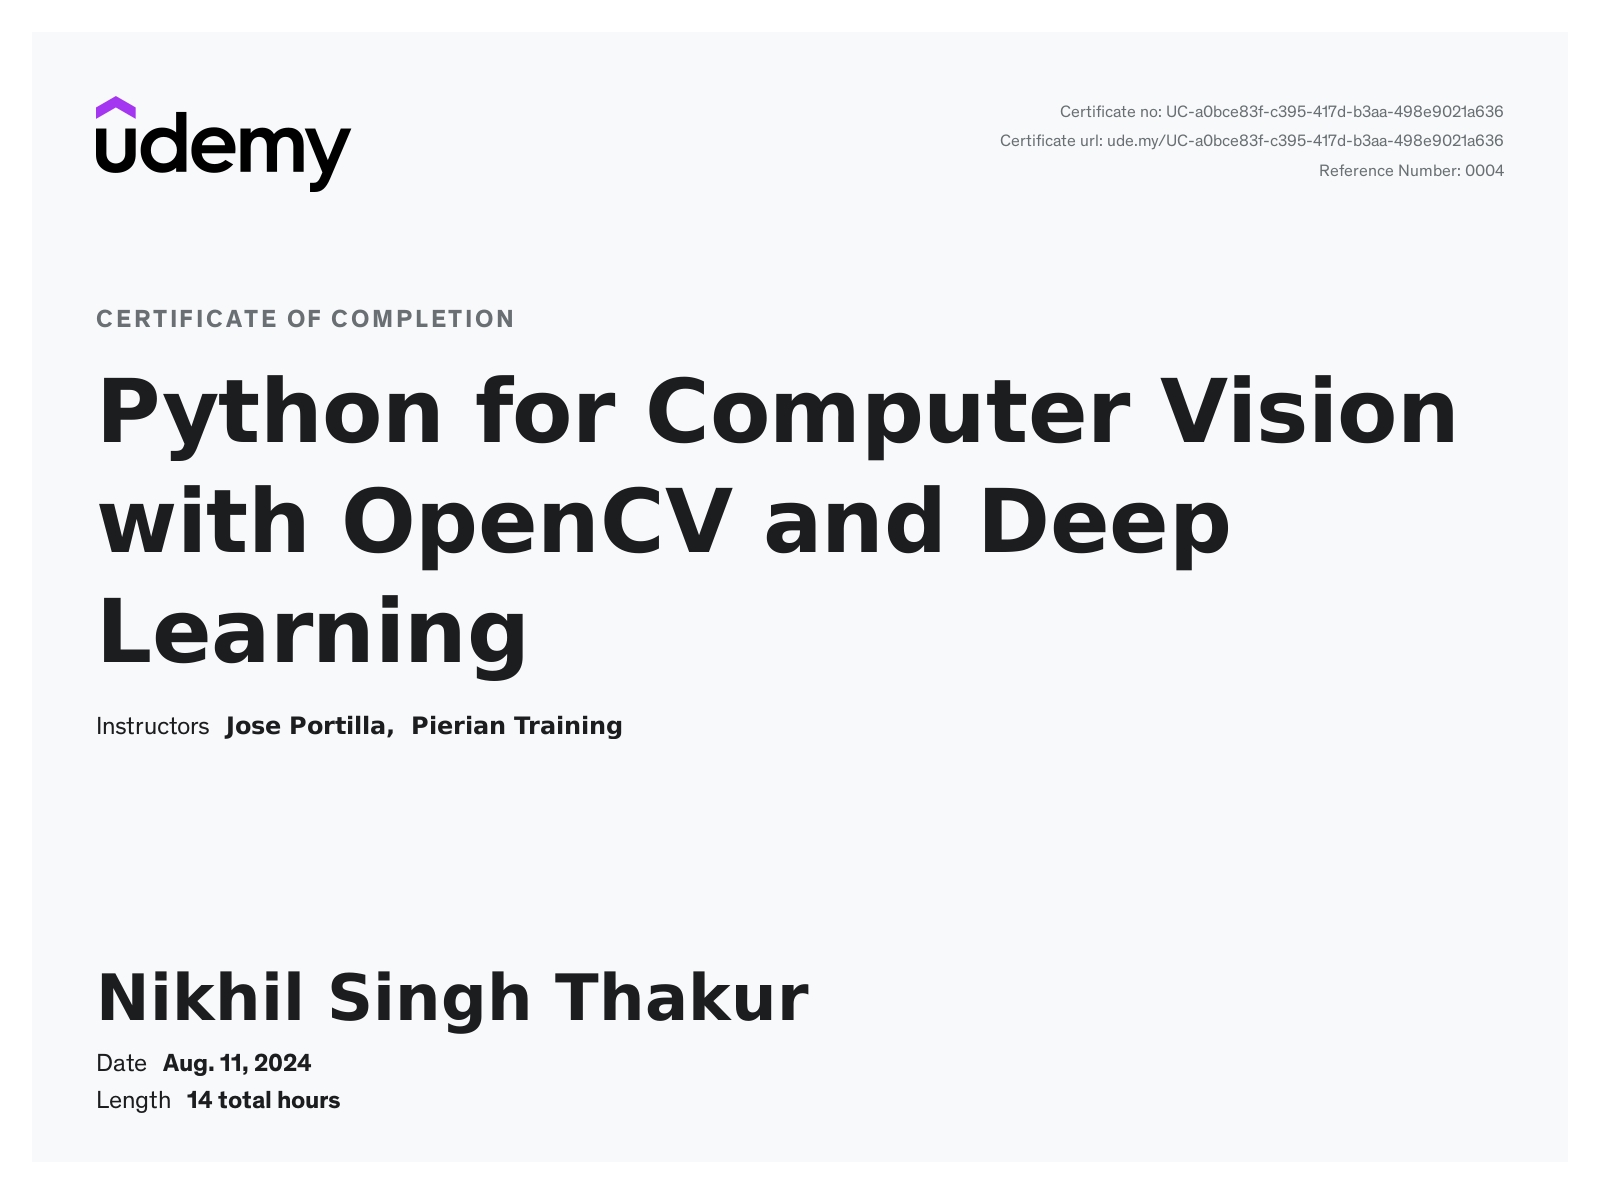 udemy
Certificate no: UC-a0bce83f-c395-417d-b3aa-498e9021a636
Certificate url: ude.my/UC-a0bce83f-c395-417d-b3aa-498e9021a636
Reference Number: 0004
CERTIFICATE OF COMPLETION
Python for Computer Vision
with OpenCV and Deep
Learning
Instructors Jose Portilla, Pierian Training
Nikhil Singh Thakur
Date Aug. 11, 2024
Length 14 total hours